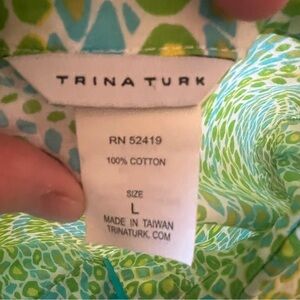 TRINA TURK
RN 52419
100% COTTON
SIZE
L
MADE IN TAIWAN
TRINATURK.COM